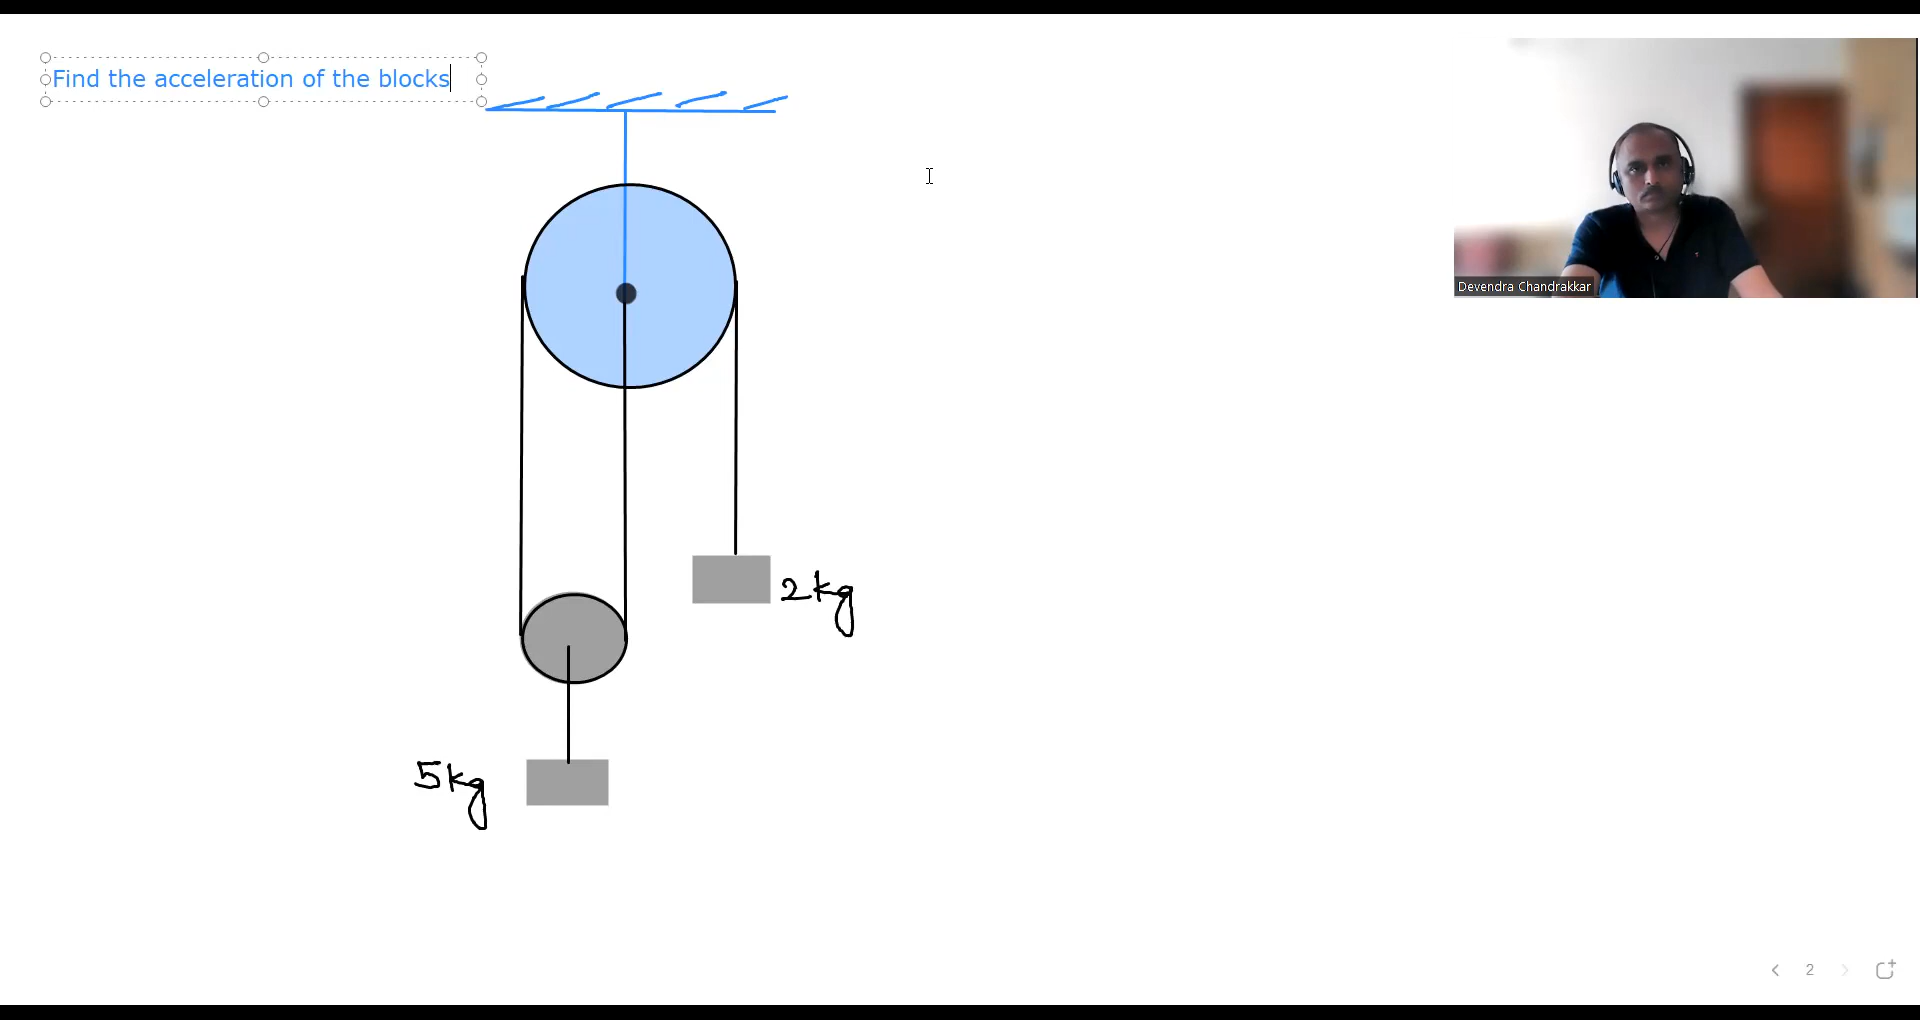 Find the acceleration of the blocks
Devendra Chandrakkar
2kg
5kg
2